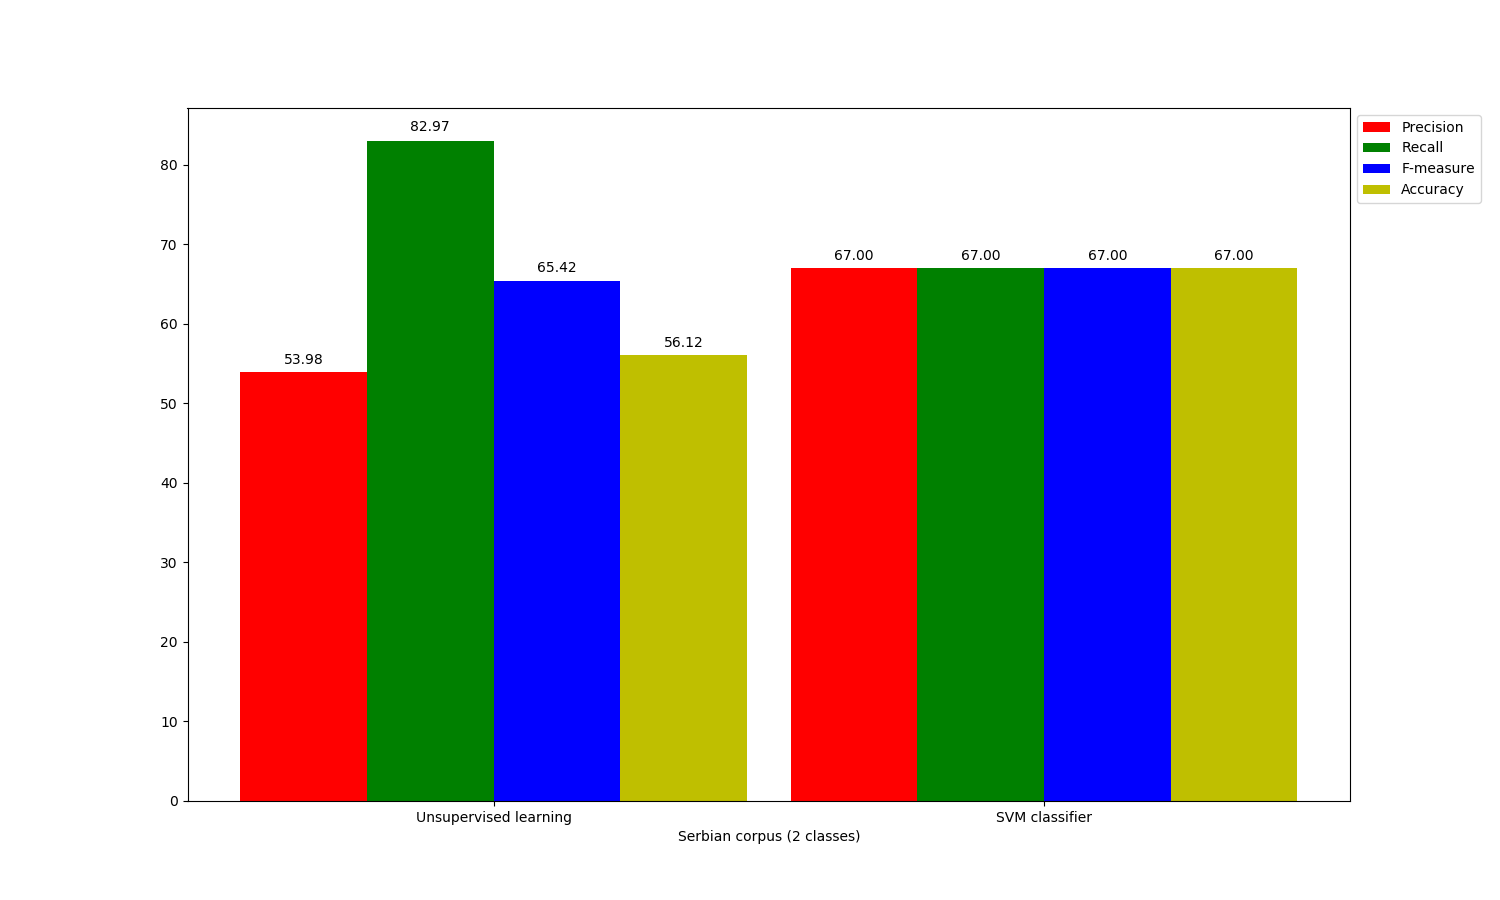 82.97
53.98
65.42
56.12
67.00
67.00
67.00
67.00
Precision
Recall
F-measure
Accuracy
80
70
60
50
40
30
20
10
0
Unsupervised learning
SVM classifier
Serbian corpus (2 classes)